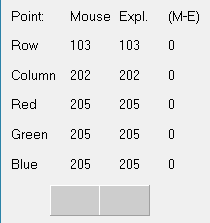 Point: Mouse Expl. (M-E)
Row 103 103 0
Column 202 202 0
Red 205 205 0
Green 205 205 0
Blue 205 205 0